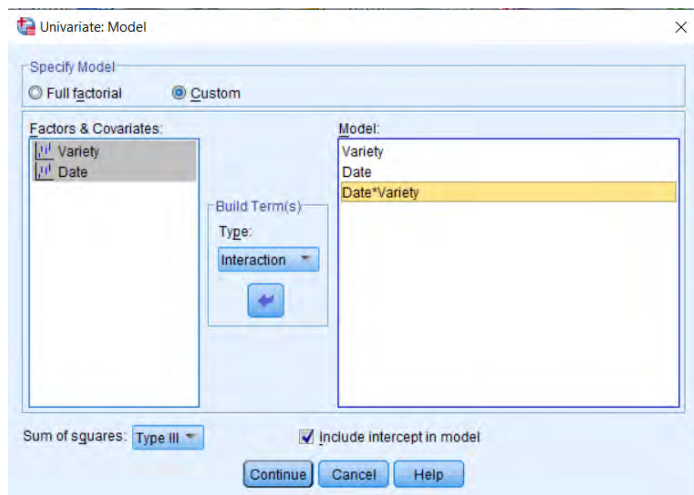 Univariate: Model
Specify Model
Full factorial
Custom
Factors & Covariates:
Variety
Date
Build Term(s)
Type:
Interaction
Model:
Variety
Date
Date*Variety
Sum of squares: Type III
Include intercept in model
Continue Cancel Help